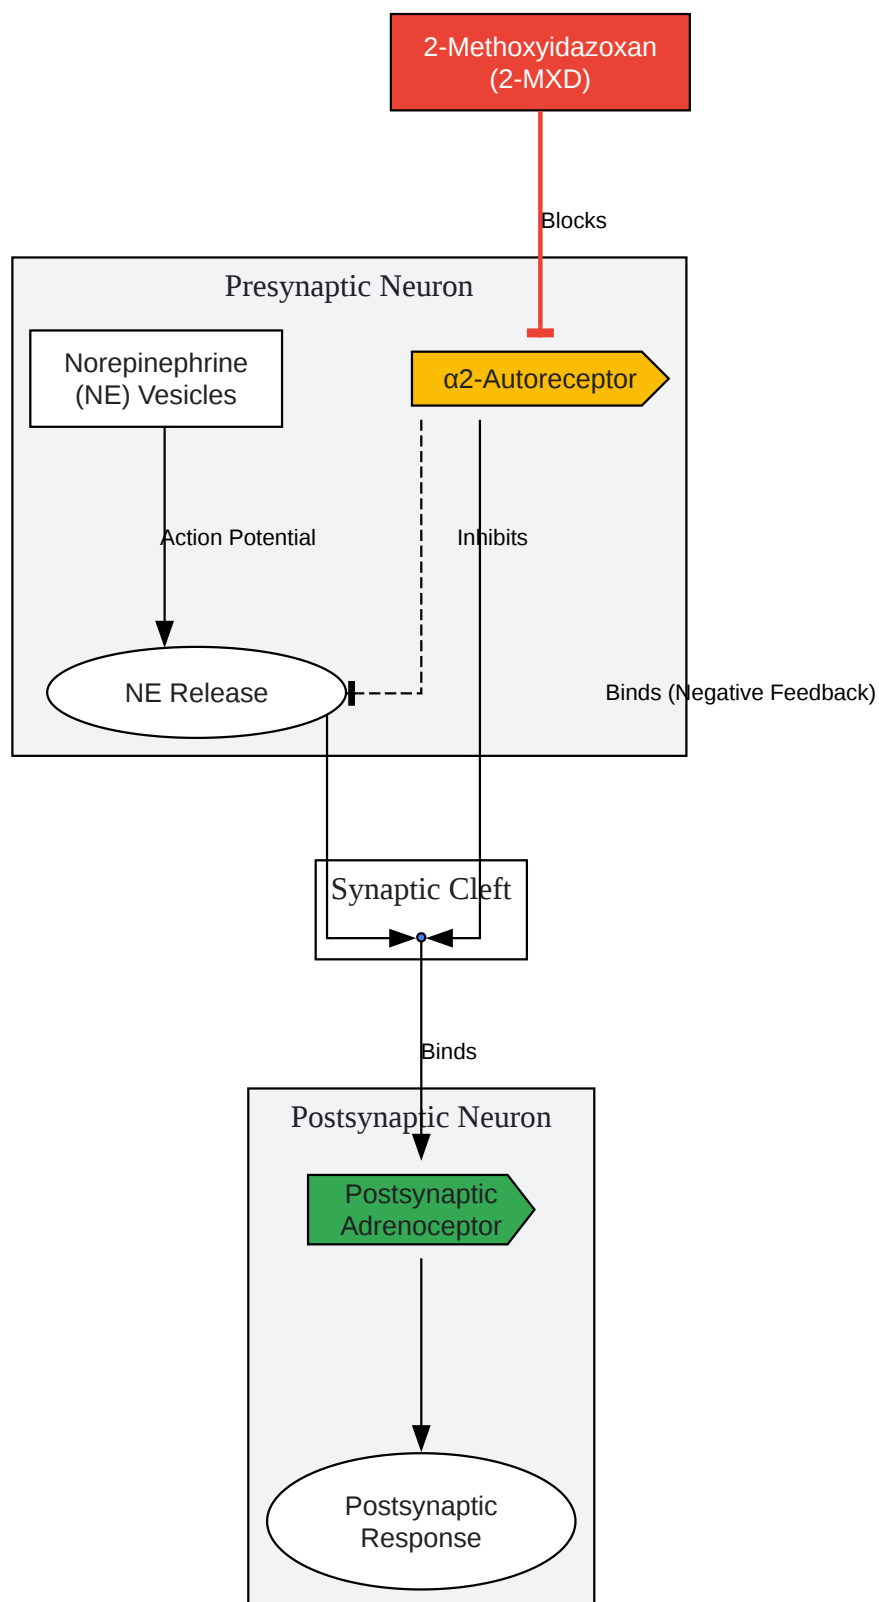 2-Methoxyidazoxan
(2-MXD)
Blocks
Presynaptic Neuron
Norepinephrine
(NE) Vesicles
α2-Autoreceptor
Action Potential
Inhibits
NE Release
Binds (Negative Feedback)
Synaptic Cleft
Binds
Postsynaptic Neuron
Postsynaptic
Adrenoceptor
Postsynaptic
Response